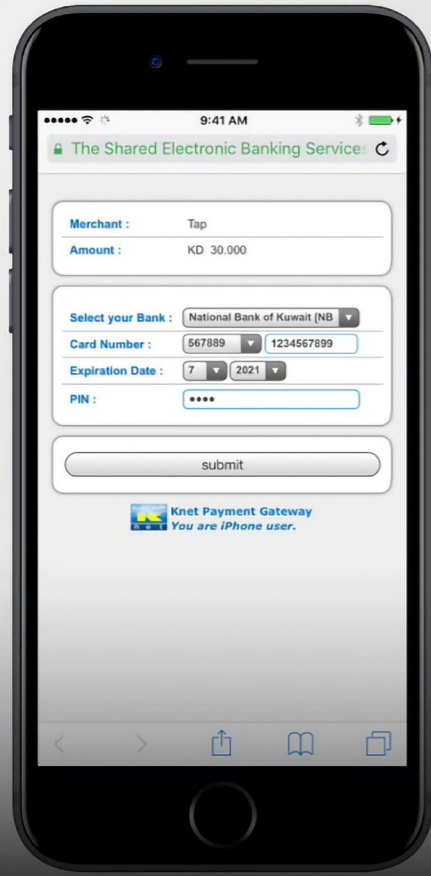 9:41 AM
The Shared Electronic Banking Services
Merchant : Tap
Amount : KD 30.000
Select your Bank : National Bank of Kuwait [NB
Card Number : 567889 1234567899
Expiration Date : 7 2021
PIN : ••••
submit
Knet Payment Gateway
You are iPhone user.